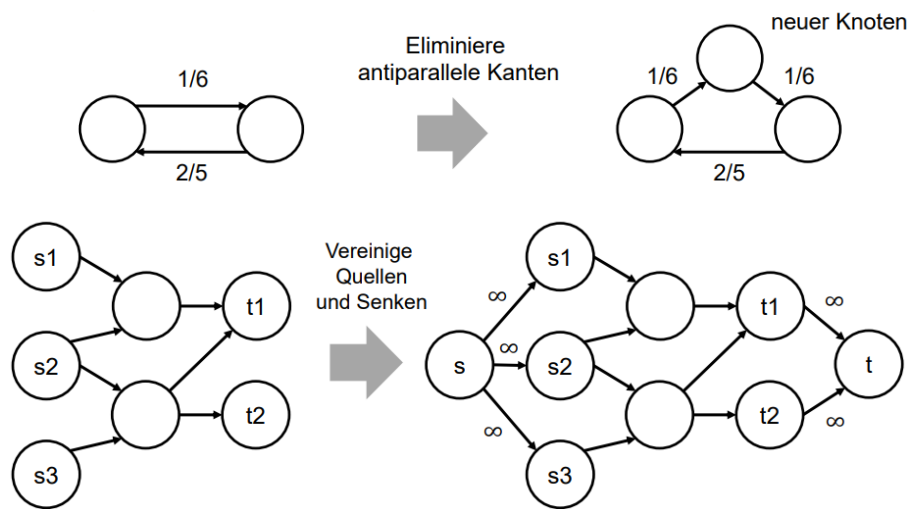 Eliminiere
antiparallele Kanten
1/6
2/5
neuer Knoten
1/6
1/6
2/5
Vereinige
Quellen
und Senken
s1
s2
s3
t1
t2
s
∞
∞
∞
s1
s2
s3
t1
t2
∞
∞
t